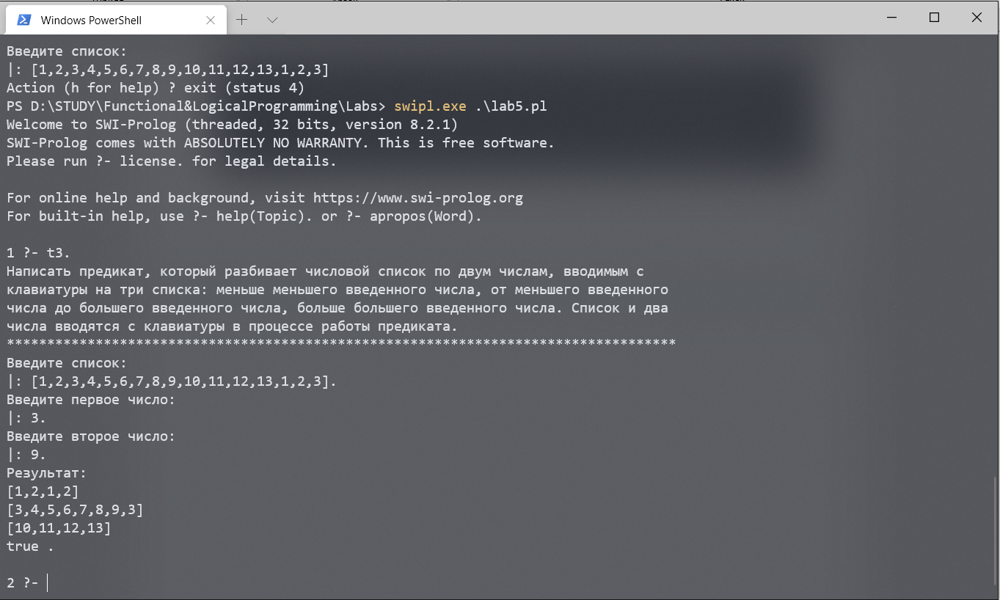 Windows PowerShell
Введите список:
|: [1,2,3,4,5,6,7,8,9,10,11,12,13,1,2,3]
Action (h for help) ? exit (status 4)
PS D:\STUDY\Functional&LogicalProgramming\Labs> swipl.exe .\lab5.pl
Welcome to SWI-Prolog (threaded, 32 bits, version 8.2.1)
SWI-Prolog comes with ABSOLUTELY NO WARRANTY. This is free software.
Please run ?- license. for legal details.
For online help and background, visit https://www.swi-prolog.org
For built-in help, use ?- help(Topic). or ?- apropos(Word).
1 ?- t3.
Написать предикат, который разбивает числовой список по двум числам, вводимым с
клавиатуры на три списка: меньше меньшего введенного числа, от меньшего введенного
числа до большего введенного числа, больше большего введенного числа. Список и два
числа вводятся с клавиатуры в процессе работы предиката.
***********************************************************************************
Введите список:
|: [1,2,3,4,5,6,7,8,9,10,11,12,13,1,2,3].
Введите первое число:
|: 3.
Введите второе число:
|: 9.
Результат:
[1,2,1,2]
[3,4,5,6,7,8,9,3]
[10,11,12,13]
true .
2 ?-